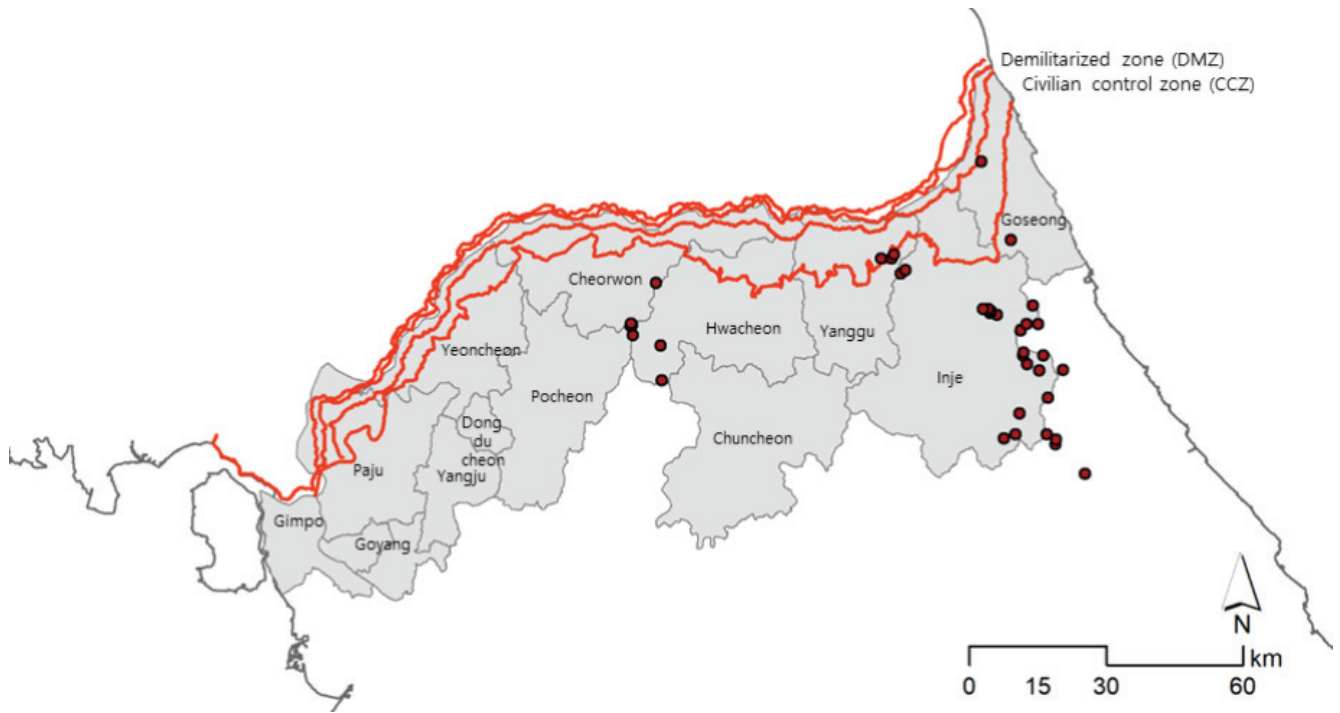 Demilitarized zone (DMZ)
Civilian control zone (CCZ)
Goseong
Cheorwon
Hwacheon
Yanggu
Yeoncheon
Inje
Pocheon
Dong
du
cheon
Chuncheon
Paju
Yangju
Gimpo
Goyang
N
km
0 15 30 60